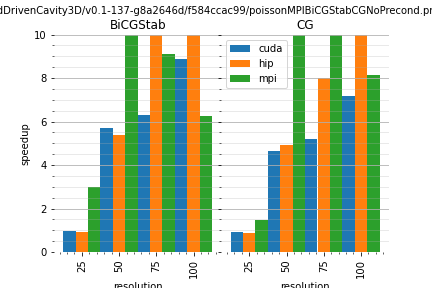 dDrivenCavity3D/v0.1-137-g8a2646d/f584ccac99/poissonMPIBiCGStabCGNoPrecond.pr
BiCGStab
CG
10
8
6
4
2
0
speedup
cuda
hip
mpi
25
50
75
100
25
50
75
100
resolution
resolution